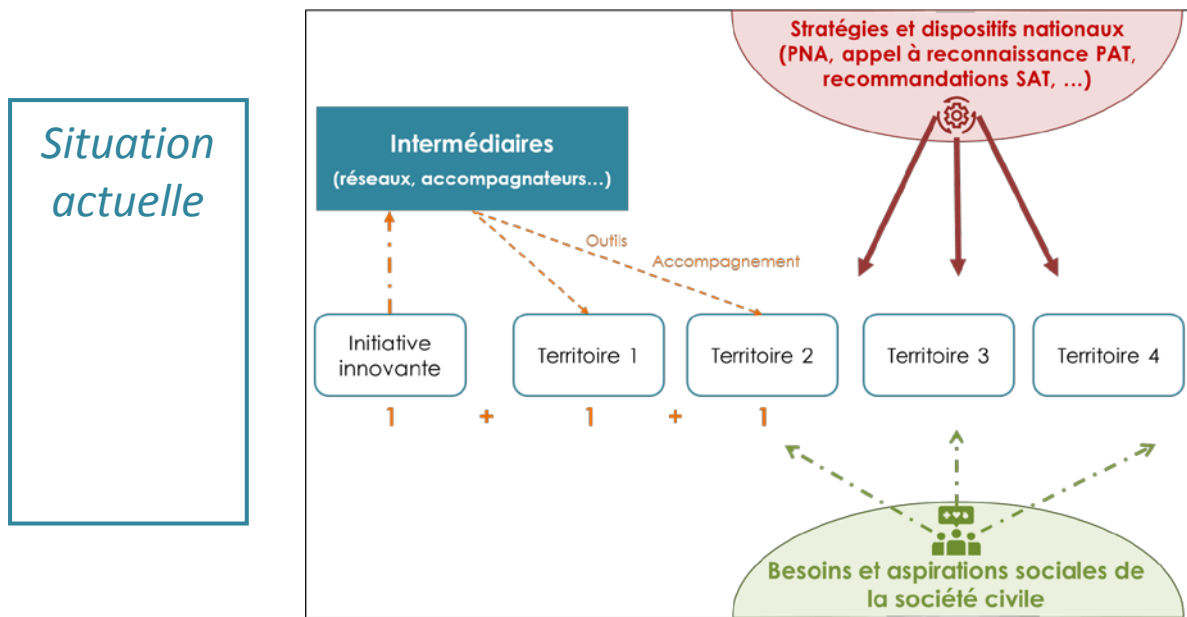 Situation
actuelle
Stratégies et dispositifs nationaux
(PNA, appel à reconnaissance PAT,
recommandations SAT, ...)
Intermédiaires
(réseaux, accompagnateurs...)
Outils
Accompagnement
Initiative
innovante
Territoire 1
Territoire 2
Territoire 3
Territoire 4
1 + 1 + 1
Besoins et aspirations sociales de
la société civile